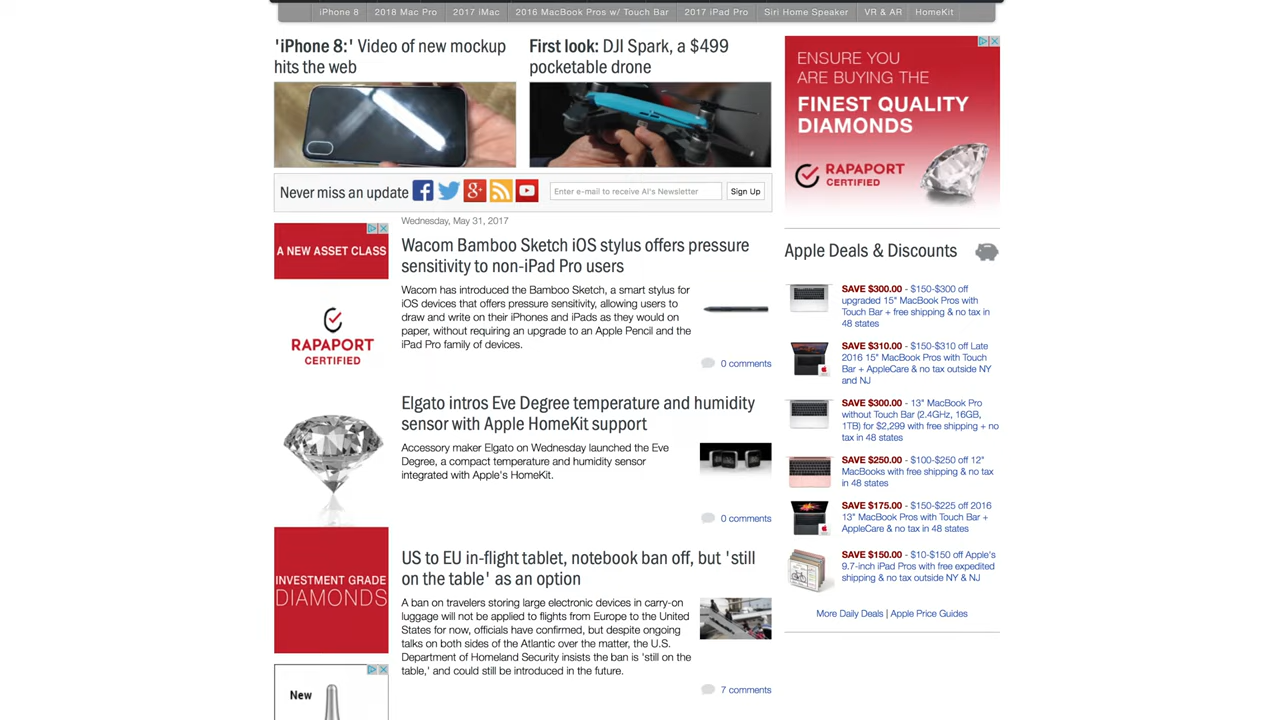 iPhone 8
2018 Mac Pro
2017 iMac
2016 MacBook Pros w/ Touch Bar
2017 iPad Pro
Siri Home Speaker
VR & AR
HomeKit
'iPhone 8:' Video of new mockup
hits the web
First look: DJI Spark, a $499
pocketable drone
Never miss an update
Enter e-mail to receive AI's Newsletter
Sign Up
Wednesday, May 31, 2017
A NEW ASSET CLASS
RAPAPORT
CERTIFIED
INVESTMENT GRADE
DIAMONDS
New
Wacom Bamboo Sketch iOS stylus offers pressure
sensitivity to non-iPad Pro users
Wacom has introduced the Bamboo Sketch, a smart stylus for
iOS devices that offers pressure sensitivity, allowing users to
draw and write on their iPhones and iPads as they would on
paper, without requiring an upgrade to an Apple Pencil and the
iPad Pro family of devices.
0 comments
Elgato intros Eve Degree temperature and humidity
sensor with Apple HomeKit support
Accessory maker Elgato on Wednesday launched the Eve
Degree, a compact temperature and humidity sensor
integrated with Apple's HomeKit.
0 comments
US to EU in-flight tablet, notebook ban off, but 'still
on the table' as an option
A ban on travelers storing large electronic devices in carry-on
luggage will not be applied to flights from Europe to the United
States for now, officials have confirmed, but despite ongoing
talks on both sides of the Atlantic over the matter, the U.S.
Department of Homeland Security insists the ban is 'still on the
table,' and could still be introduced in the future.
7 comments
ENSURE YOU
ARE BUYING THE
FINEST QUALITY
DIAMONDS
RAPAPORT
CERTIFIED
Apple Deals & Discounts
SAVE $300.00 - $150-$300 off
upgraded 15" MacBook Pros with
Touch Bar + free shipping & no tax in
48 states
SAVE $310.00 - $150-$310 off Late
2016 15" MacBook Pros with Touch
Bar + AppleCare & no tax outside NY
and NJ
SAVE $300.00 - 13" MacBook Pro
without Touch Bar (2.4GHz, 16GB,
1TB) for $2,299 with free shipping + no
tax in 48 states
SAVE $250.00 - $100-$250 off 12"
MacBooks with free shipping & no tax
in 48 states
SAVE $175.00 - $150-$225 off 2016
13" MacBook Pros with Touch Bar +
AppleCare & no tax in 48 states
SAVE $150.00 - $10-$150 off Apple's
9.7-inch iPad Pros with free expedited
shipping & no tax outside NY & NJ
More Daily Deals | Apple Price Guides